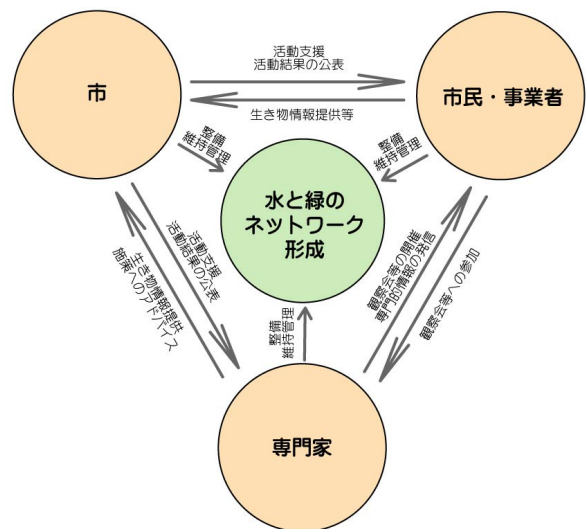 活動支援
活動結果の公表
市
市民・事業者
生き物情報提供等
整備
維持管理
整備
維持管理
水と緑の
ネットワーク
形成
活動支援
活動結果の公表
生き物情報提供
施策へのアドバイス
観察会等の開催
専門的情報の発言
観察会等への参加
整備
維持管理
専門家